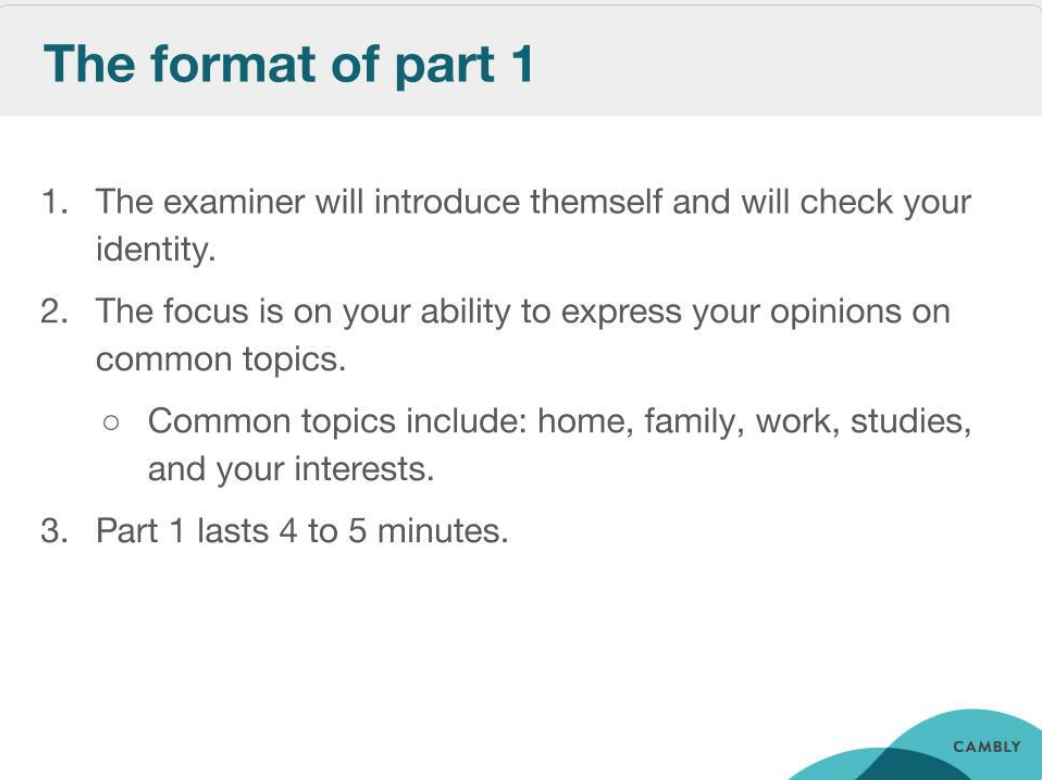 The format of part 1
1. The examiner will introduce themself and will check your
identity.
2. The focus is on your ability to express your opinions on
common topics.
○ Common topics include: home, family, work, studies,
and your interests.
3. Part 1 lasts 4 to 5 minutes.
CAMBLY